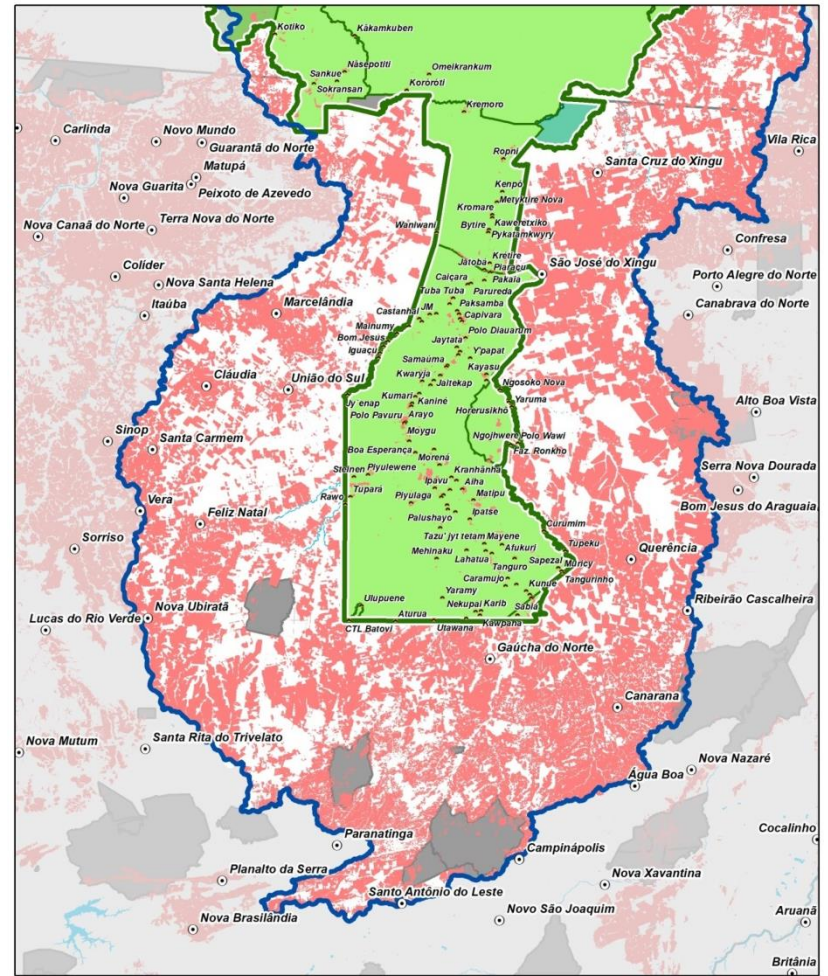 Kotiko
Kàkamkuben
Nàsepotiti
Omeikrankum
Sankue
Sokransan
Kororoti
Kremoro
Carlinda
Novo Mundo
Guarantã do Norte
Vila Rica
Matupá
Ropni
Santa Cruz do Xingu
Nova Guarita
Peixoto de Azevedo
Kenpó
Metyktire Nova
Kromare
Nova Canaã do Norte
Terra Nova do Norte
Waniwani
Bytire
Kaweretxiko
Pykatamkwyry
Confresa
Kretire
Jatobá
Piaraçu
Colíder
São José do Xingu
Porto Alegre do Norte
Caiçara
Pakaia
Nova Santa Helena
Tuba Tuba
Parureda
Itaúba
Marcelândia
Paksamba
Canabrava do Norte
Castanhal
JM
Capivara
Mainumy
Polo Diauarum
Bom Jesus
Jaytata
Iguaçu
Y'papat
Samaúma
Cláudia
União do Sul
Kwaryja
Kayasu
Jaitekap
Ngosoko Nova
Kumari
Jy´enap
Kaniné
Yaruma
Polo Pavuru
Arayo
Horerusikhô
Alto Boa Vista
Sinop
Moygu
Ngojhwere
Polo Wawi
Santa Carmem
Boa Esperança
Faz. Ronkho
Morena
Steinen
Piyulewene
Kranhãnha
Serra Nova Dourada
Ipavu
Aiha
Vera
Tupará
Rawo
Piyulaga
Matipu
Bom Jesus do Araguaia
Feliz Natal
Palushayo
Ipatse
Curumim
Sorriso
Tazu' jyt tetam
Mayene
Tupeku
Mehinaku
Afukuri
Querência
Lahatua
Sapezal
Muricy
Tanguro
Tangurinho
Caramujo
Ulupuene
Yaramy
Kunue
Lucas do Rio Verde
Nova Ubiratã
Nekupai
Karib
Sabia
Ribeirão Cascalheira
Aturua
CTL Batovi
Utawana
Kawpana
Gaúcha do Norte
Canarana
Nova Mutum
Santa Rita do Trivelato
Nova Nazaré
Água Boa
Paranatinga
Cocalinho
Campinápolis
Planalto da Serra
Nova Xavantina
Santo Antônio do Leste
Nova Brasilândia
Novo São Joaquim
Aruanã
Britânia